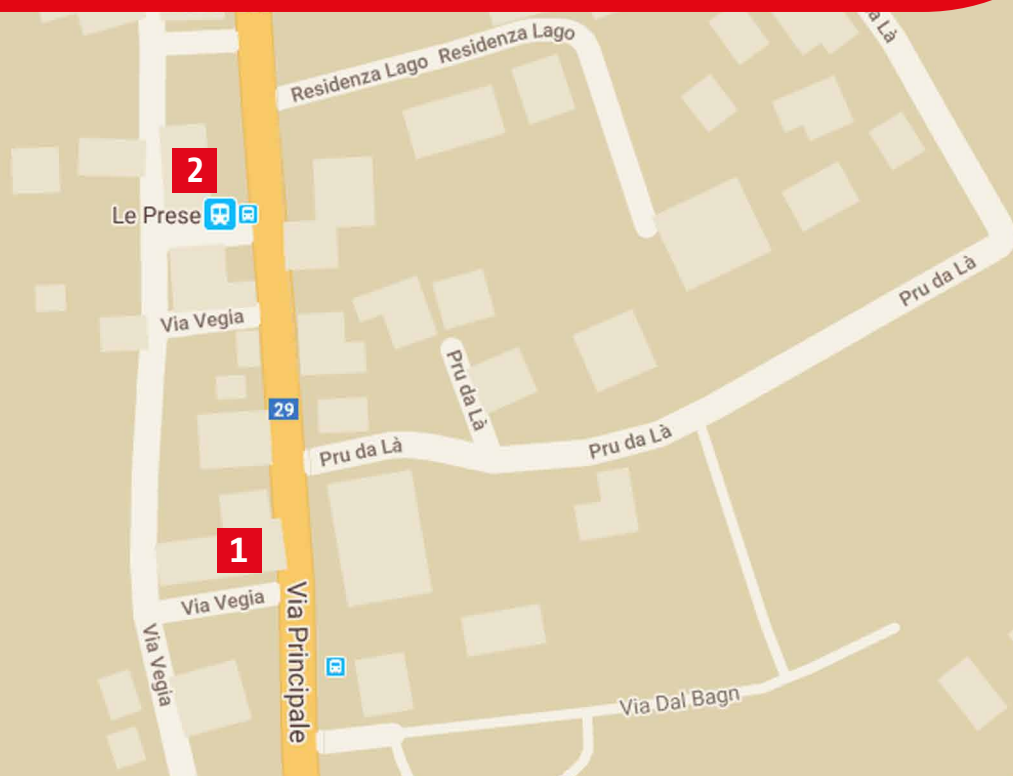 à Là
Residenza Lago
Residenza Lago
2
Le Prese
Via Vegia
Pru da Là
29
Pru da Là
Pru da Là
Pru da Là
1
Via Vegia
Via Vegia
Via Principale
Via Dal Bagn